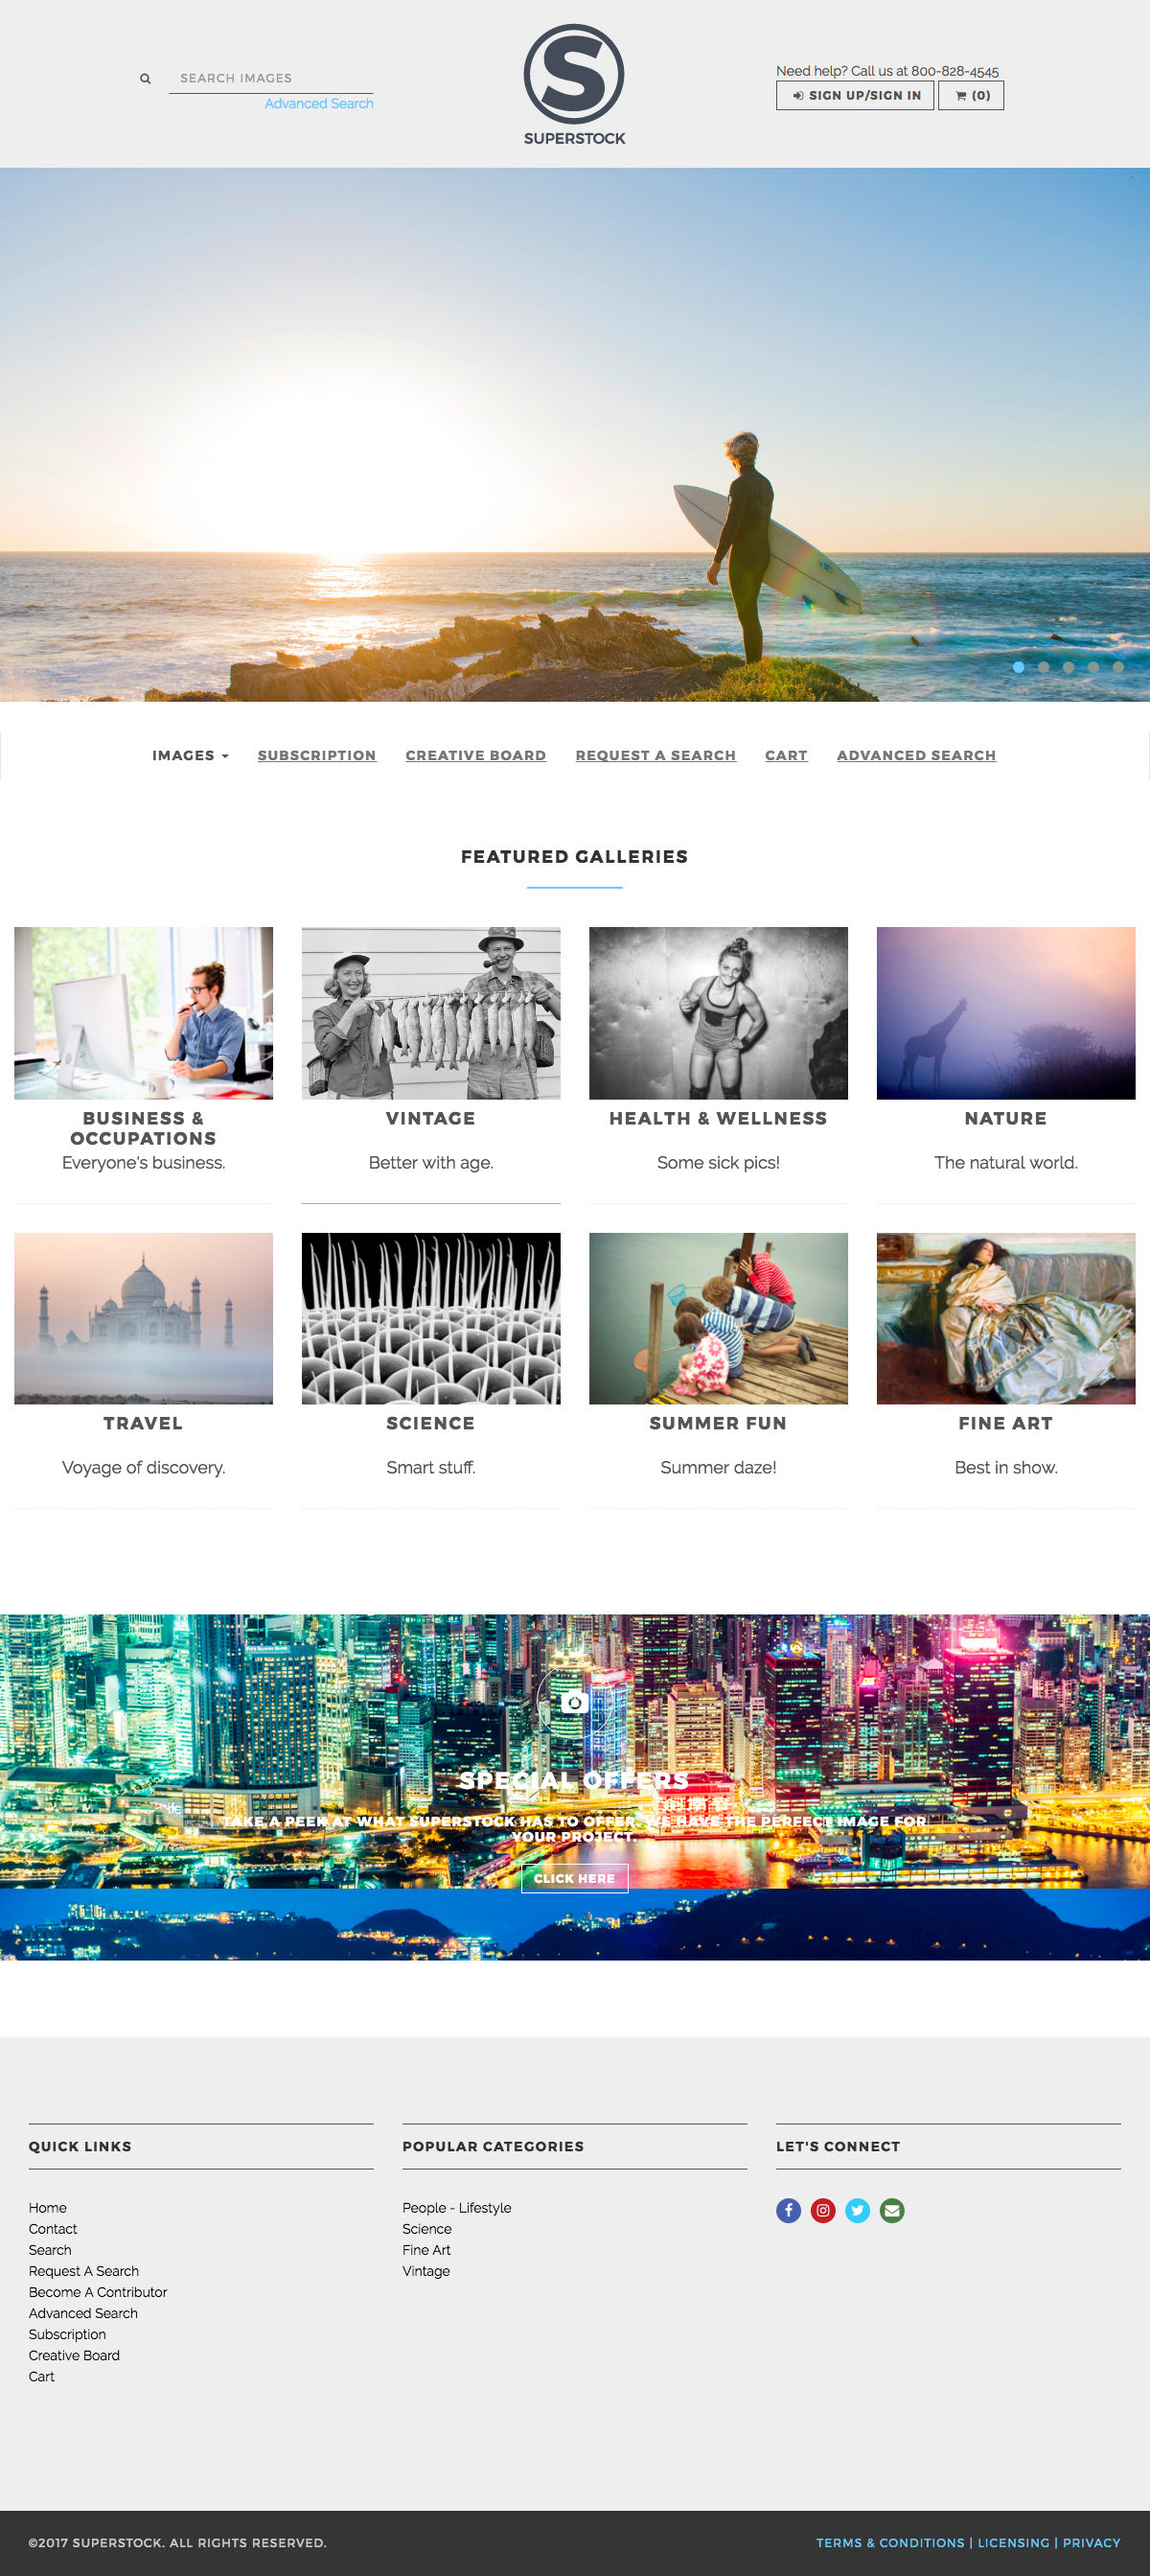 SEARCH IMAGES
Advanced Search
S
SUPERSTOCK
Need help? Call us at 800-828-4545
SIGN UP/SIGN IN
(0)
IMAGES
SUBSCRIPTION
CREATIVE BOARD
REQUEST A SEARCH
CART
ADVANCED SEARCH
FEATURED GALLERIES
BUSINESS &
OCCUPATIONS
Everyone's business.
VINTAGE
Better with age.
HEALTH & WELLNESS
Some sick pics!
NATURE
The natural world.
TRAVEL
Voyage of discovery.
SCIENCE
Smart stuff.
SUMMER FUN
Summer daze!
FINE ART
Best in show.
SPECIAL OFFERS
TAKE A PEEK AT WHAT SUPERSTOCK HAS TO OFFER. WE HAVE THE PERFECT IMAGE FOR
YOUR PROJECT.
CLICK HERE
QUICK LINKS
Home
Contact
Search
Request A Search
Become A Contributor
Advanced Search
Subscription
Creative Board
Cart
POPULAR CATEGORIES
People - Lifestyle
Science
Fine Art
Vintage
LET'S CONNECT
©2017 SUPERSTOCK. ALL RIGHTS RESERVED.
TERMS & CONDITIONS | LICENSING | PRIVACY